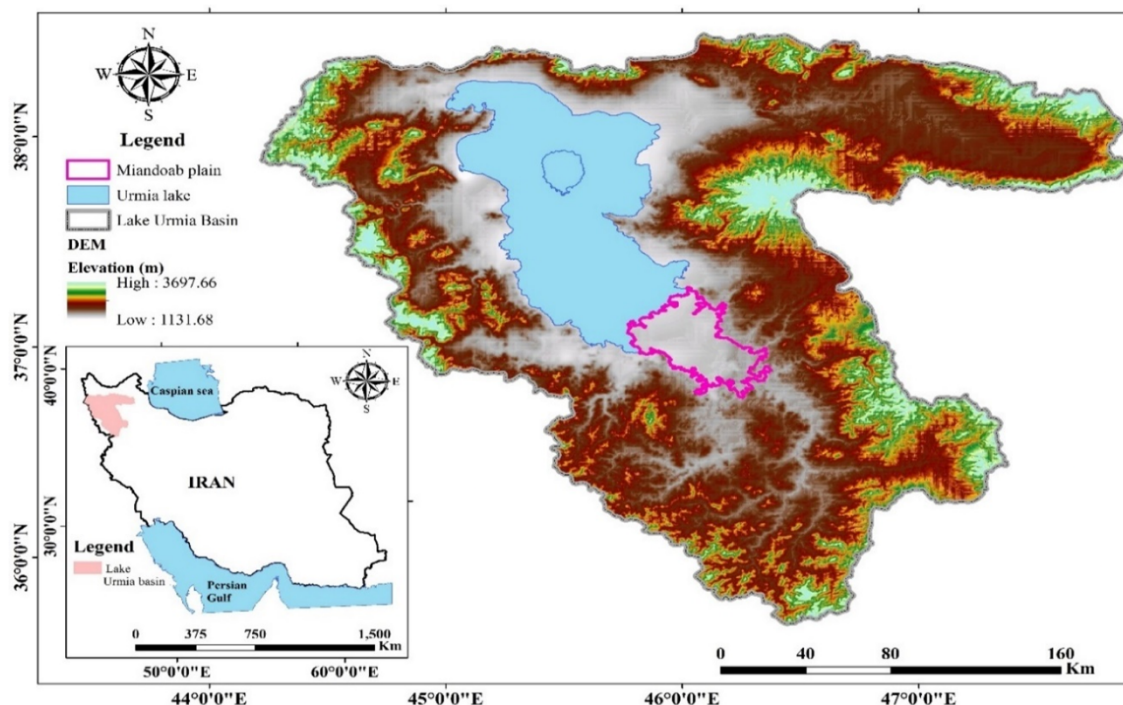 N
W E
S
Legend
Miandoab plain
Urmia lake
Lake Urmia Basin
DEM
Elevation (m)
High : 3697.66
Low : 1131.68
38°0'0"N
37°0'0"N
36°0'0"N
N
W E
S
Caspian sea
IRAN
Legend
Lake
Urmia basin
Persian
Gulf
0 375 750 1,500
Km
40°0'0"N
30°0'0"N
50°0'0"E 60°0'0"E
0 40 80 160
Km
44°0'0"E 45°0'0"E 46°0'0"E 47°0'0"E